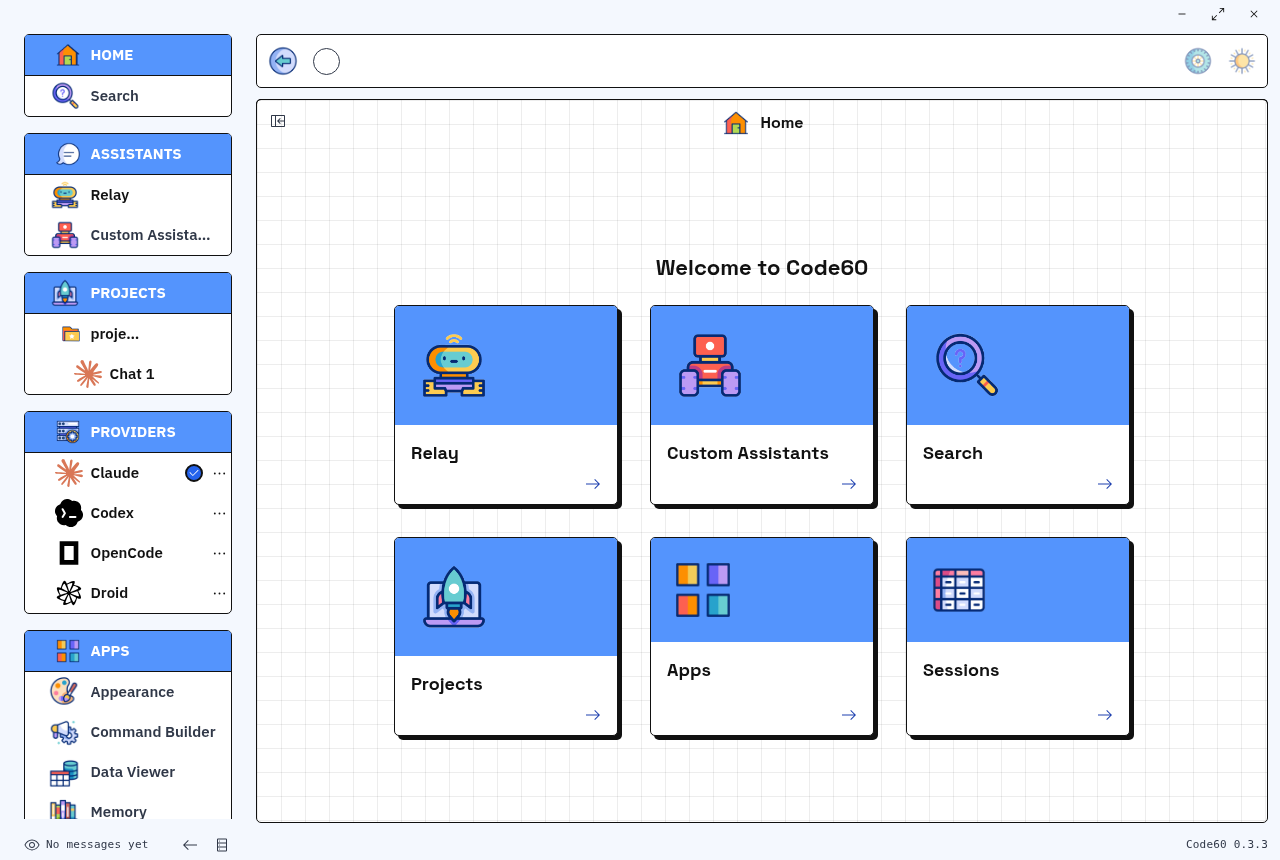 HOME
Search
ASSISTANTS
Relay
Custom Assista...
PROJECTS
proje...
Chat 1
PROVIDERS
Claude
Codex
OpenCode
Droid
APPS
Appearance
Command Builder
Data Viewer
Memory
No messages yet
Home
Welcome to Code60
Relay
Custom Assistants
Search
Projects
Apps
Sessions
Code60 0.3.3